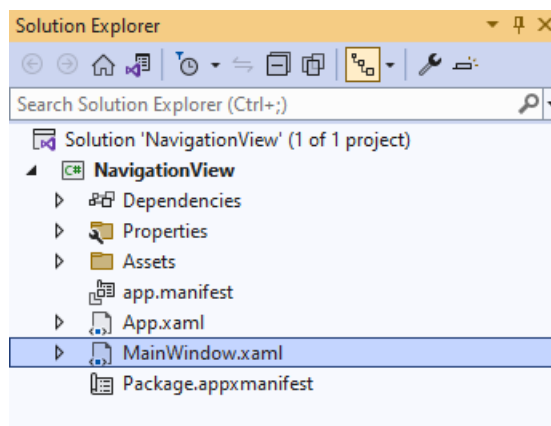 Solution Explorer
Search Solution Explorer (Ctrl+;)
Solution 'NavigationView' (1 of 1 project)
C# NavigationView
Dependencies
Properties
Assets
app.manifest
App.xaml
MainWindow.xaml
Package.appxmanifest